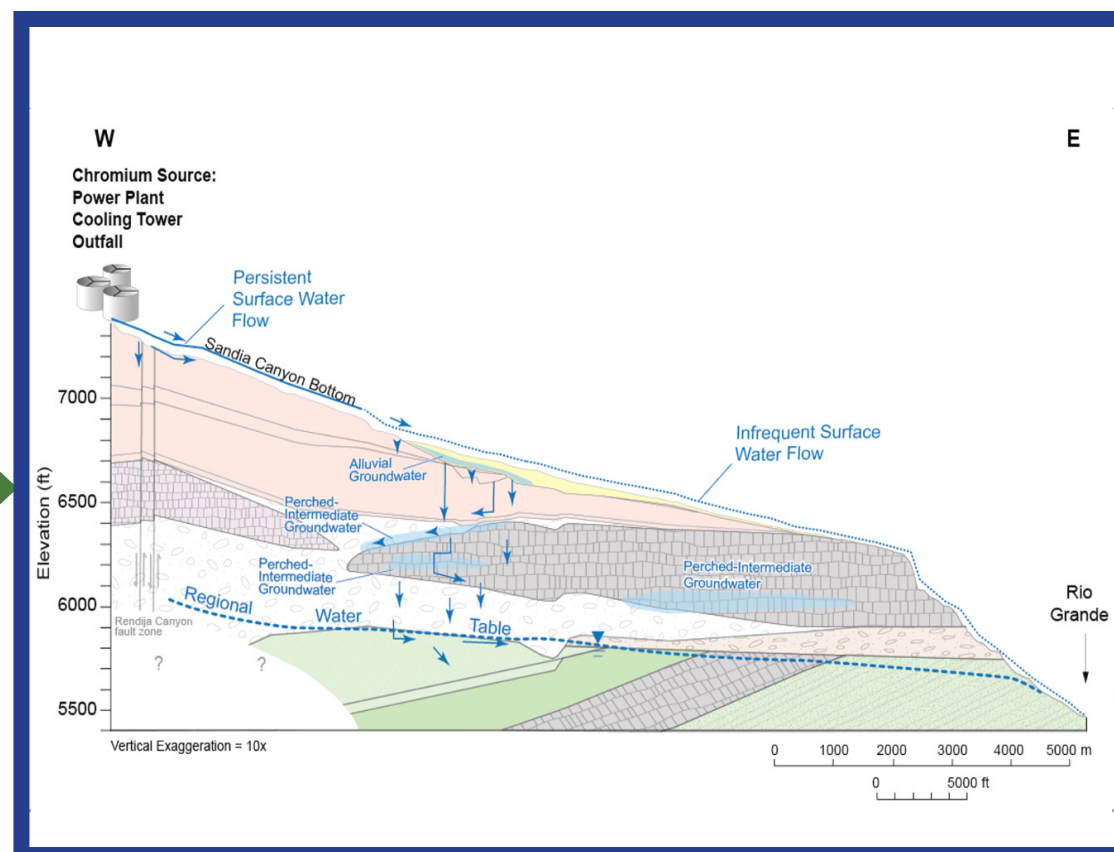 W
E
Chromium Source:
Power Plant
Cooling Tower
Outfall
Persistent
Surface Water
Flow
Sandia Canyon Bottom
7000
Infrequent Surface
Water Flow
Alluvial
Groundwater
6500
Elevation (ft)
Perched-
Intermediate
Groundwater
Perched-
Intermediate
Groundwater
Perched-Intermediate
Groundwater
6000
Regional Water Table
Rio
Grande
Rendija Canyon
fault zone
?
?
5500
Vertical Exaggeration = 10x
0 1000 2000 3000 4000 5000 m
0 5000 ft